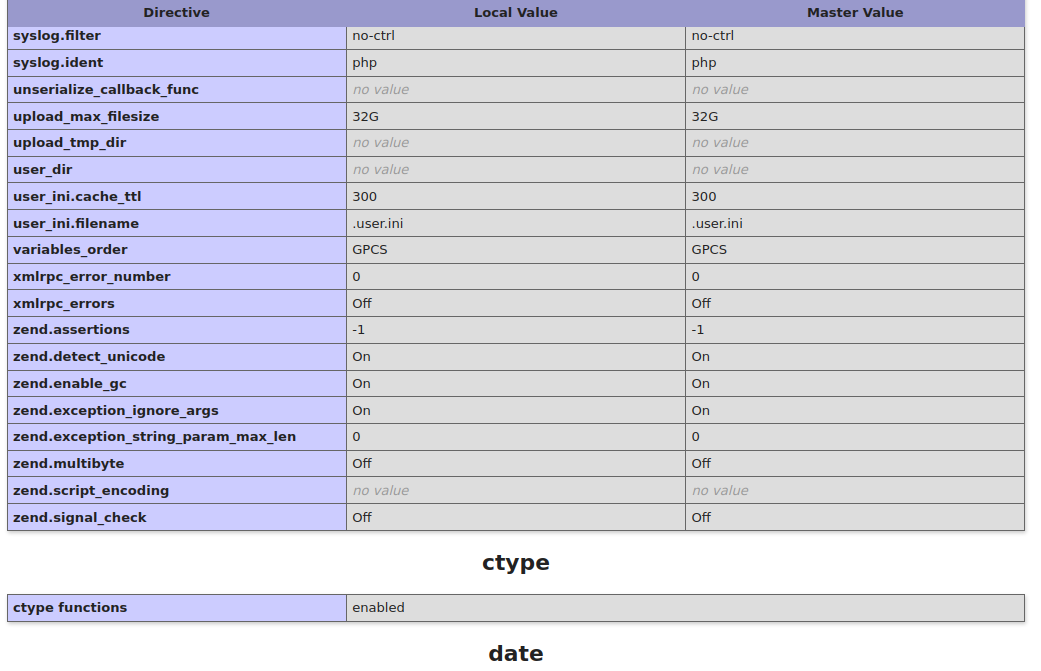 Directive Local Value Master Value
syslog.filter no-ctrl no-ctrl
syslog.ident php php
unserialize_callback_func no value no value
upload_max_filesize 32G 32G
upload_tmp_dir no value no value
user_dir no value no value
user_ini.cache_ttl 300 300
user_ini.filename .user.ini .user.ini
variables_order GPCS GPCS
xmlrpc_error_number 0 0
xmlrpc_errors Off Off
zend.assertions -1 -1
zend.detect_unicode On On
zend.enable_gc On On
zend.exception_ignore_args On On
zend.exception_string_param_max_len 0 0
zend.multibyte Off Off
zend.script_encoding no value no value
zend.signal_check Off Off
ctype
ctype functions enabled
date